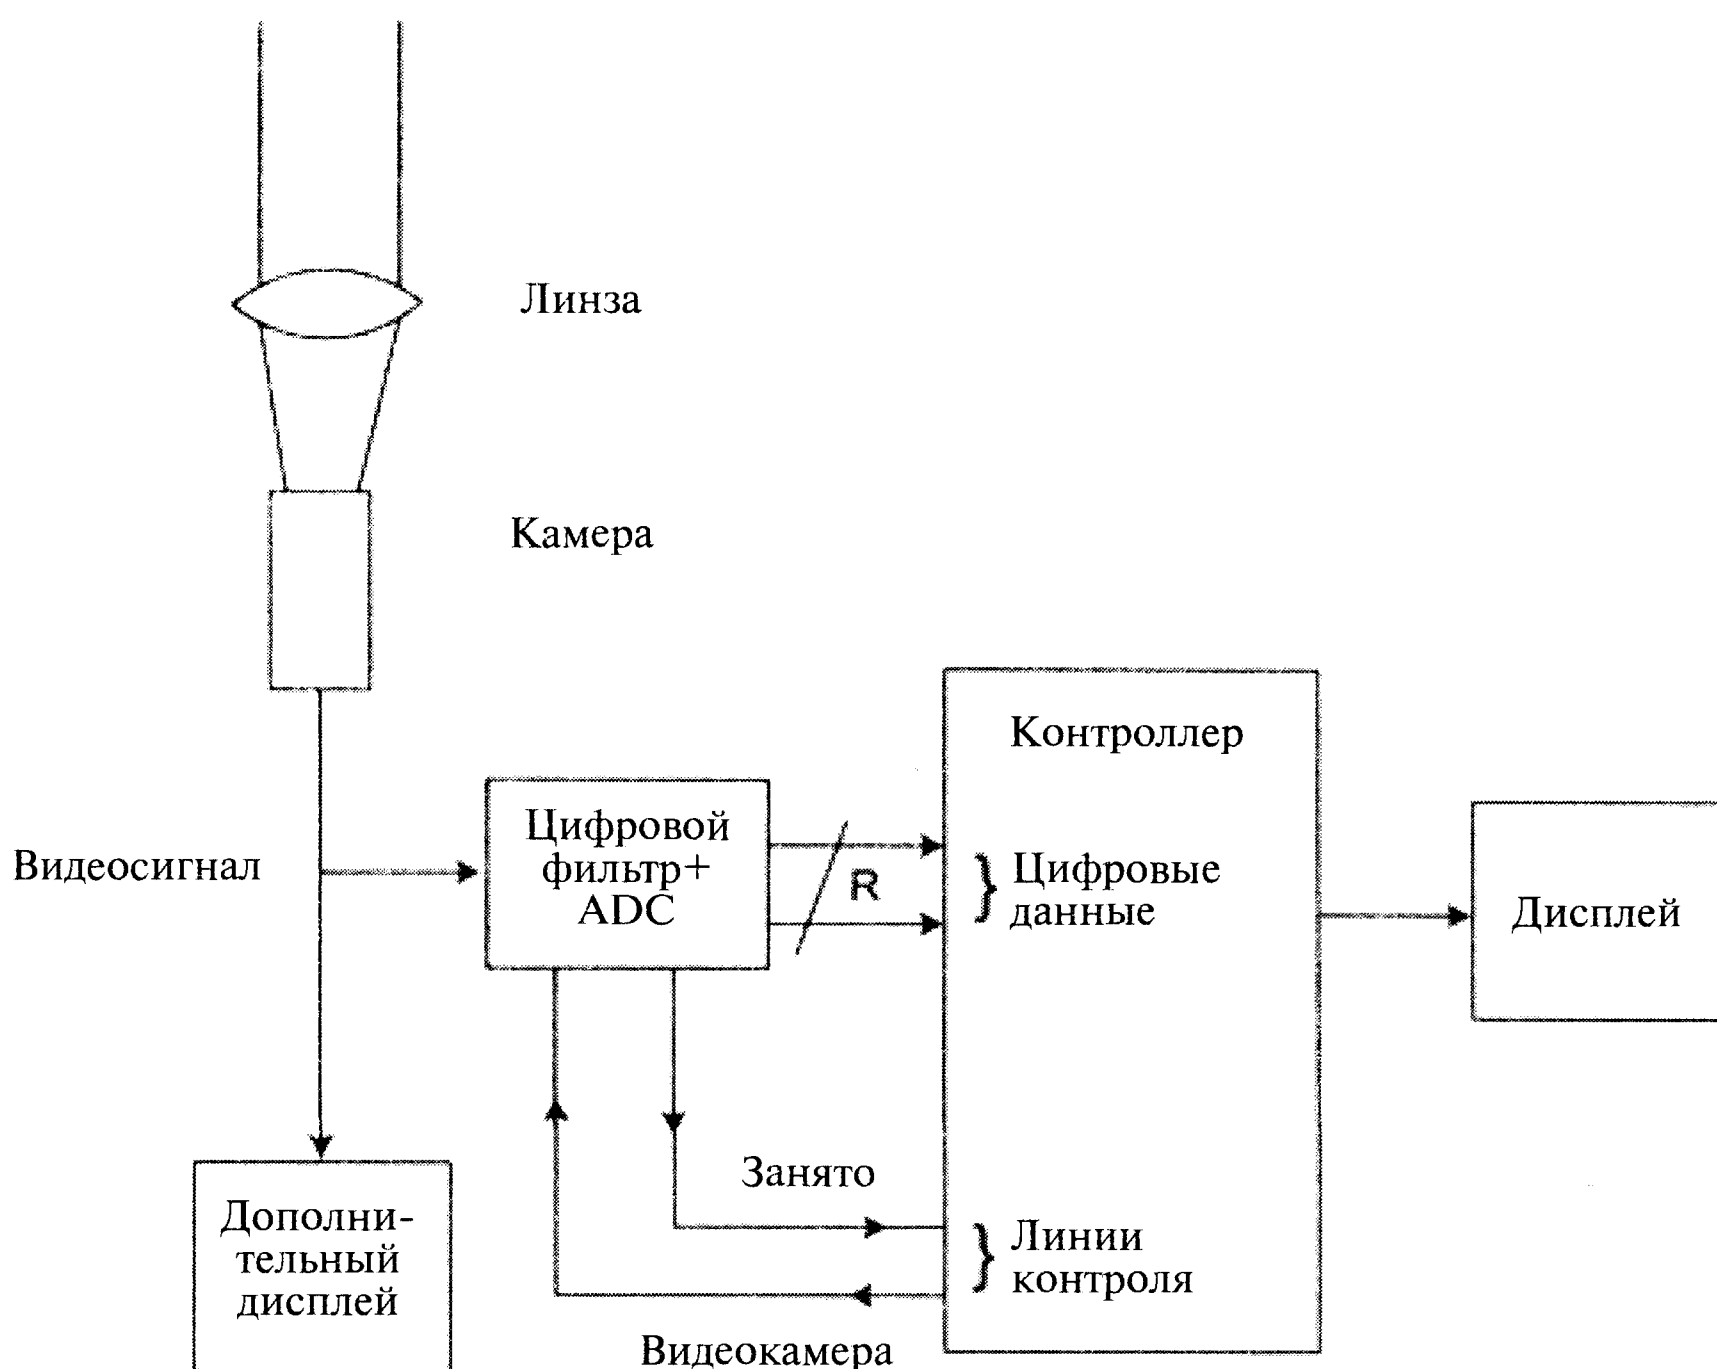 Линза
Камера
Контроллер
Видеосигнал
Цифровой
фильтр+
ADC
R
} Цифровые
данные
Дисплей
Занято
} Линии
контроля
Видеокамера
Дополни-
тельный
дисплей